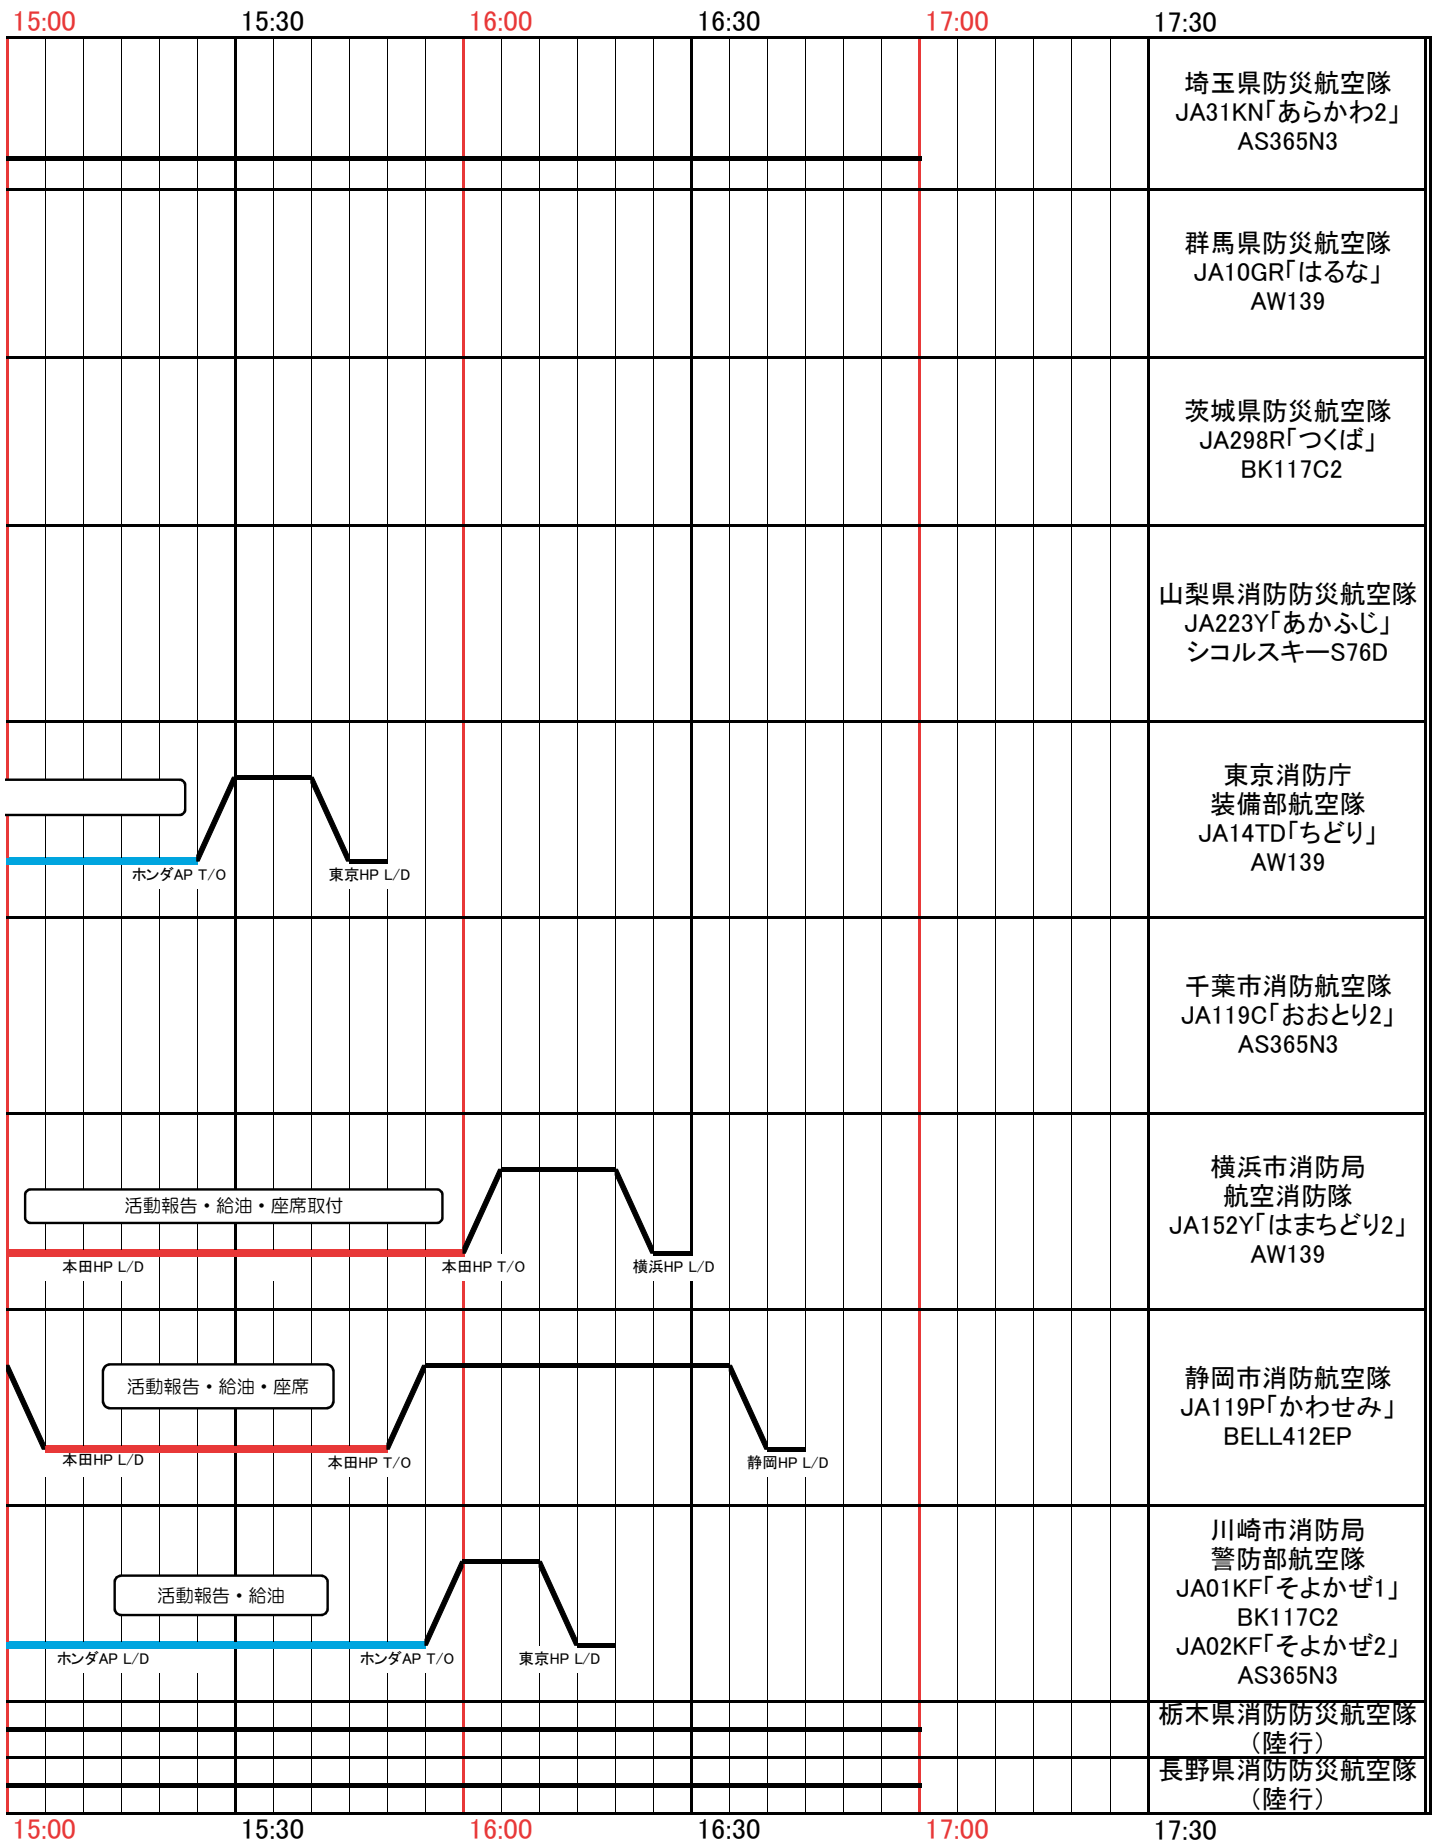 15:00 15:30 16:00 16:30 17:00 17:30
埼玉県防災航空隊
JA31KN「あらかわ2」
AS365N3
群馬県防災航空隊
JA10GR「はるな」
AW139
茨城県防災航空隊
JA298R「つくば」
BK117C2
山梨県消防防災航空隊
JA223Y「あかふじ」
シコルスキーS76D
ホンダAP T/O 東京HP L/D
東京消防庁
装備部航空隊
JA14TD「ちどり」
AW139
千葉市消防航空隊
JA119C「おおとり2」
AS365N3
活動報告・給油・座席取付
本田HP L/D 本田HP T/O 横浜HP L/D
横浜市消防局
航空消防隊
JA152Y「はまちどり2」
AW139
活動報告・給油・座席
本田HP L/D 本田HP T/O 静岡HP L/D
静岡市消防航空隊
JA119P「かわせみ」
BELL412EP
活動報告・給油
ホンダAP L/D ホンダAP T/O 東京HP L/D
川崎市消防局
警防部航空隊
JA01KF「そよかぜ1」
BK117C2
JA02KF「そよかぜ2」
AS365N3
栃木県消防防災航空隊
（陸行）
長野県消防防災航空隊
（陸行）
15:00 15:30 16:00 16:30 17:00 17:30